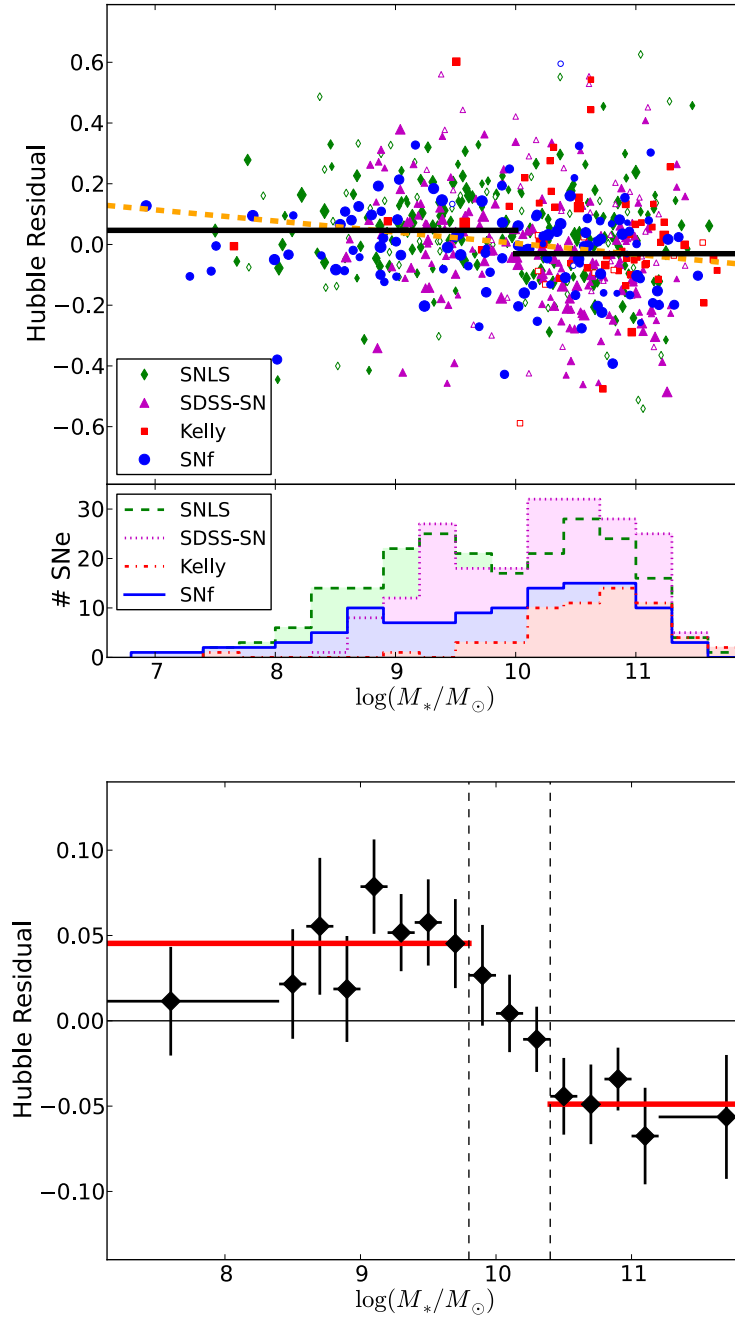 0.6
0.4
0.2
0.0
−0.2
−0.4
−0.6
Hubble Residual
SNLS
SDSS-SN
Kelly
SNf
30
20
10
0
# SNe
SNLS
SDSS-SN
Kelly
SNf
7 8 9 10 11
log(M*/M⊙)
0.10
0.05
0.00
−0.05
−0.10
Hubble Residual
8 9 10 11
log(M*/M⊙)